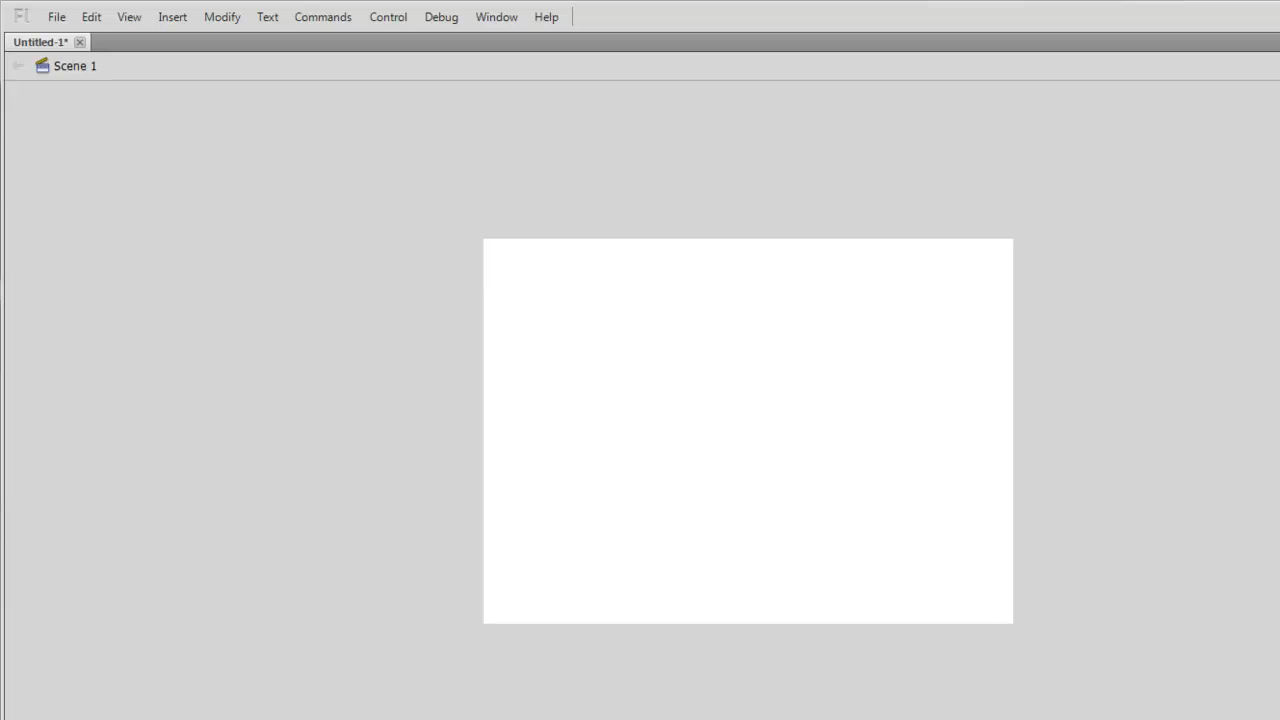 Fl File Edit View Insert Modify Text Commands Control Debug Window Help
Untitled-1*
Scene 1